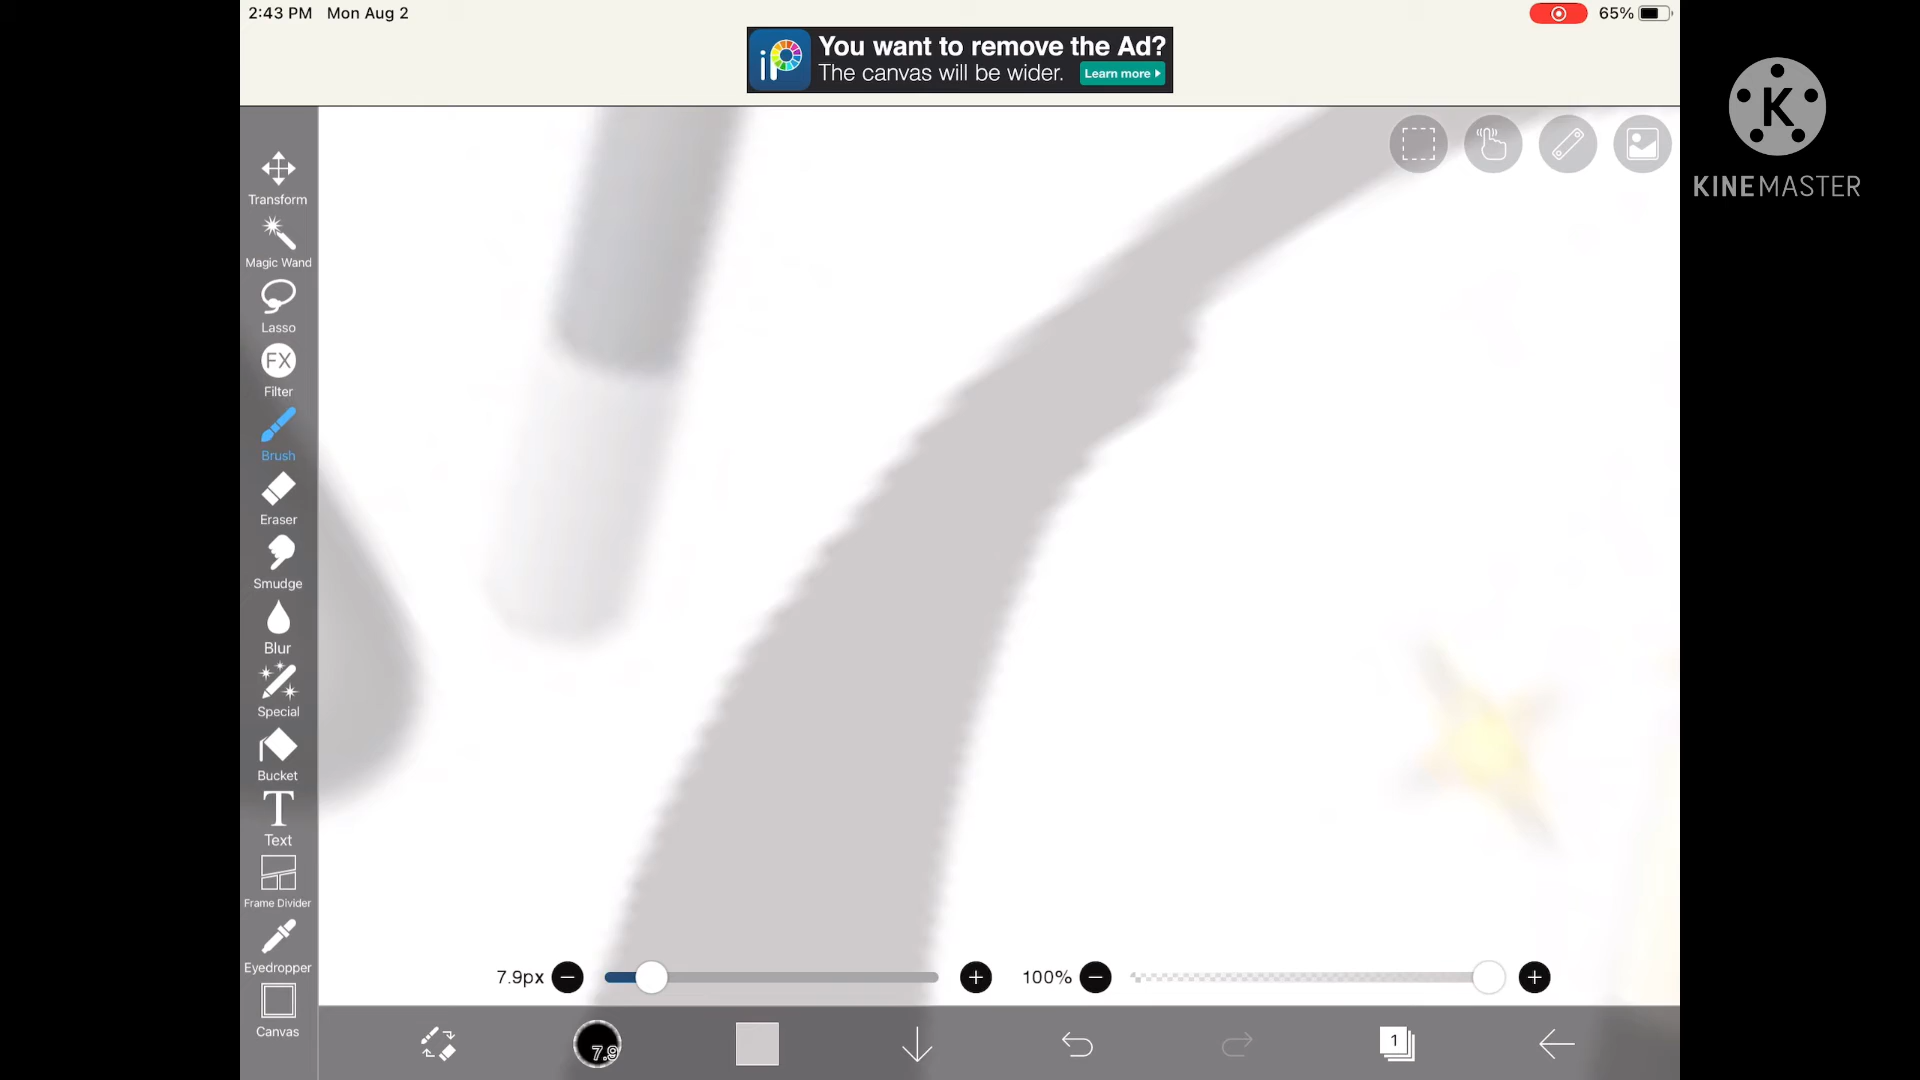 2:43 PM Mon Aug 2
65%
iP
You want to remove the Ad?
The canvas will be wider. Learn more
K
KINEMASTER
Transform
Magic Wand
Lasso
FX
Filter
Brush
Eraser
Smudge
Blur
Special
Bucket
T
Text
Frame Divider
Eyedropper
Canvas
7.9px
100%
7.9
1